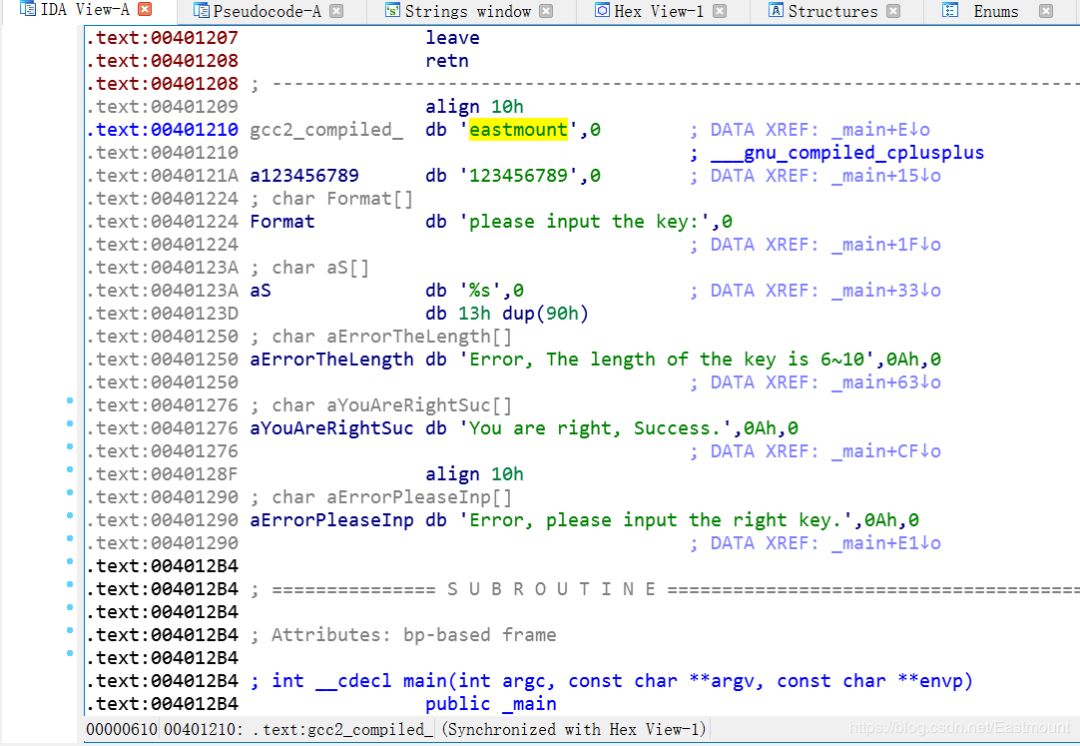 IDA View-A Pseudocode-A Strings window Hex View-1 Structures Enums
.text:00401207 leave
.text:00401208 retn
.text:00401208 ; ---------------------------------------------------------------------------
.text:00401209 align 10h
.text:00401210 gcc2_compiled_ db 'eastmount',0 ; DATA XREF: _main+E↓o
.text:00401210 ; ___gnu_compiled_cplusplus
.text:0040121A a123456789 db '123456789',0 ; DATA XREF: _main+15↓o
.text:00401224 ; char Format[]
.text:00401224 Format db 'please input the key:',0
.text:00401224 ; DATA XREF: _main+1F↓o
.text:0040123A ; char aS[]
.text:0040123A aS db '%s',0 ; DATA XREF: _main+33↓o
.text:0040123D db 13h dup(90h)
.text:00401250 ; char aErrorTheLength[]
.text:00401250 aErrorTheLength db 'Error, The length of the key is 6~10',0Ah,0
.text:00401250 ; DATA XREF: _main+63↓o
.text:00401276 ; char aYouAreRightSuc[]
.text:00401276 aYouAreRightSuc db 'You are right, Success.',0Ah,0
.text:00401276 ; DATA XREF: _main+CF↓o
.text:0040128F align 10h
.text:00401290 ; char aErrorPleaseInp[]
.text:00401290 aErrorPleaseInp db 'Error, please input the right key.',0Ah,0
.text:00401290 ; DATA XREF: _main+E1↓o
.text:004012B4
.text:004012B4 ; =============== S U B R O U T I N E =======================================
.text:004012B4
.text:004012B4 ; Attributes: bp-based frame
.text:004012B4
.text:004012B4 ; int __cdecl main(int argc, const char **argv, const char **envp)
.text:004012B4 public _main
00000610 00401210: .text:gcc2_compiled_ (Synchronized with Hex View-1)
https://blog.csdn.net/Eastmount